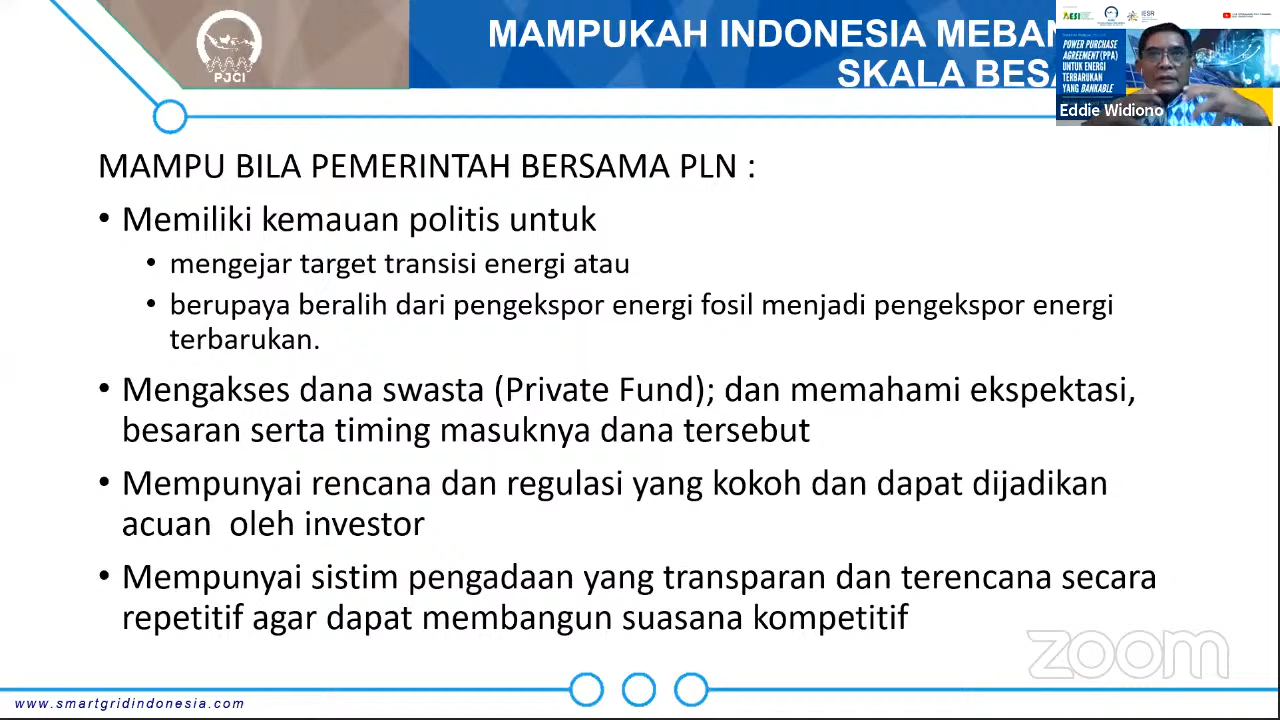 PJCI
MAMPUKAH INDONESIA MEBAN
SKALA BESA
AESI
IESR
POWER PURCHASE
AGREEMENT (PPA)
UNTUK ENERGI
TERBARUKAN
YANG BANKABLE
Eddie Widiono
MAMPU BILA PEMERINTAH BERSAMA PLN :
• Memiliki kemauan politis untuk
• mengejar target transisi energi atau
• berupaya beralih dari pengekspor energi fosil menjadi pengekspor energi
terbarukan.
• Mengakses dana swasta (Private Fund); dan memahami ekspektasi,
besaran serta timing masuknya dana tersebut
• Mempunyai rencana dan regulasi yang kokoh dan dapat dijadikan
acuan oleh investor
• Mempunyai sistim pengadaan yang transparan dan terencana secara
repetitif agar dapat membangun suasana kompetitif
zoom
www.smartgridindonesia.com